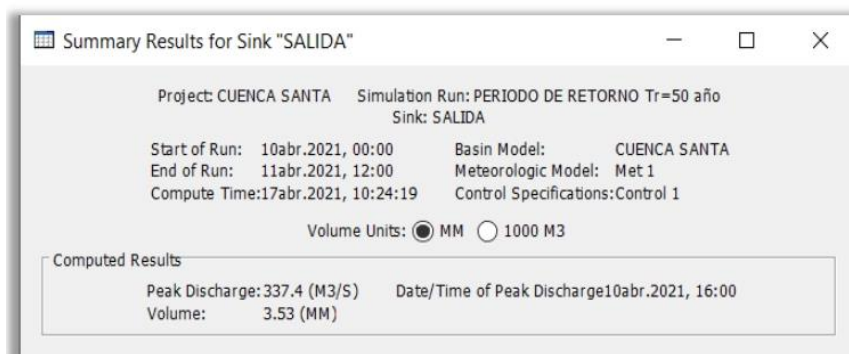 Summary Results for Sink "SALIDA"
Project: CUENCA SANTA Simulation Run: PERIODO DE RETORNO Tr=50 año
Sink: SALIDA
Start of Run: 10abr.2021, 00:00 Basin Model: CUENCA SANTA
End of Run: 11abr.2021, 12:00 Meteorologic Model: Met 1
Compute Time:17abr.2021, 10:24:19 Control Specifications:Control 1
Volume Units: MM 1000 M3
Computed Results
Peak Discharge:337.4 (M3/S) Date/Time of Peak Discharge10abr.2021, 16:00
Volume: 3.53 (MM)